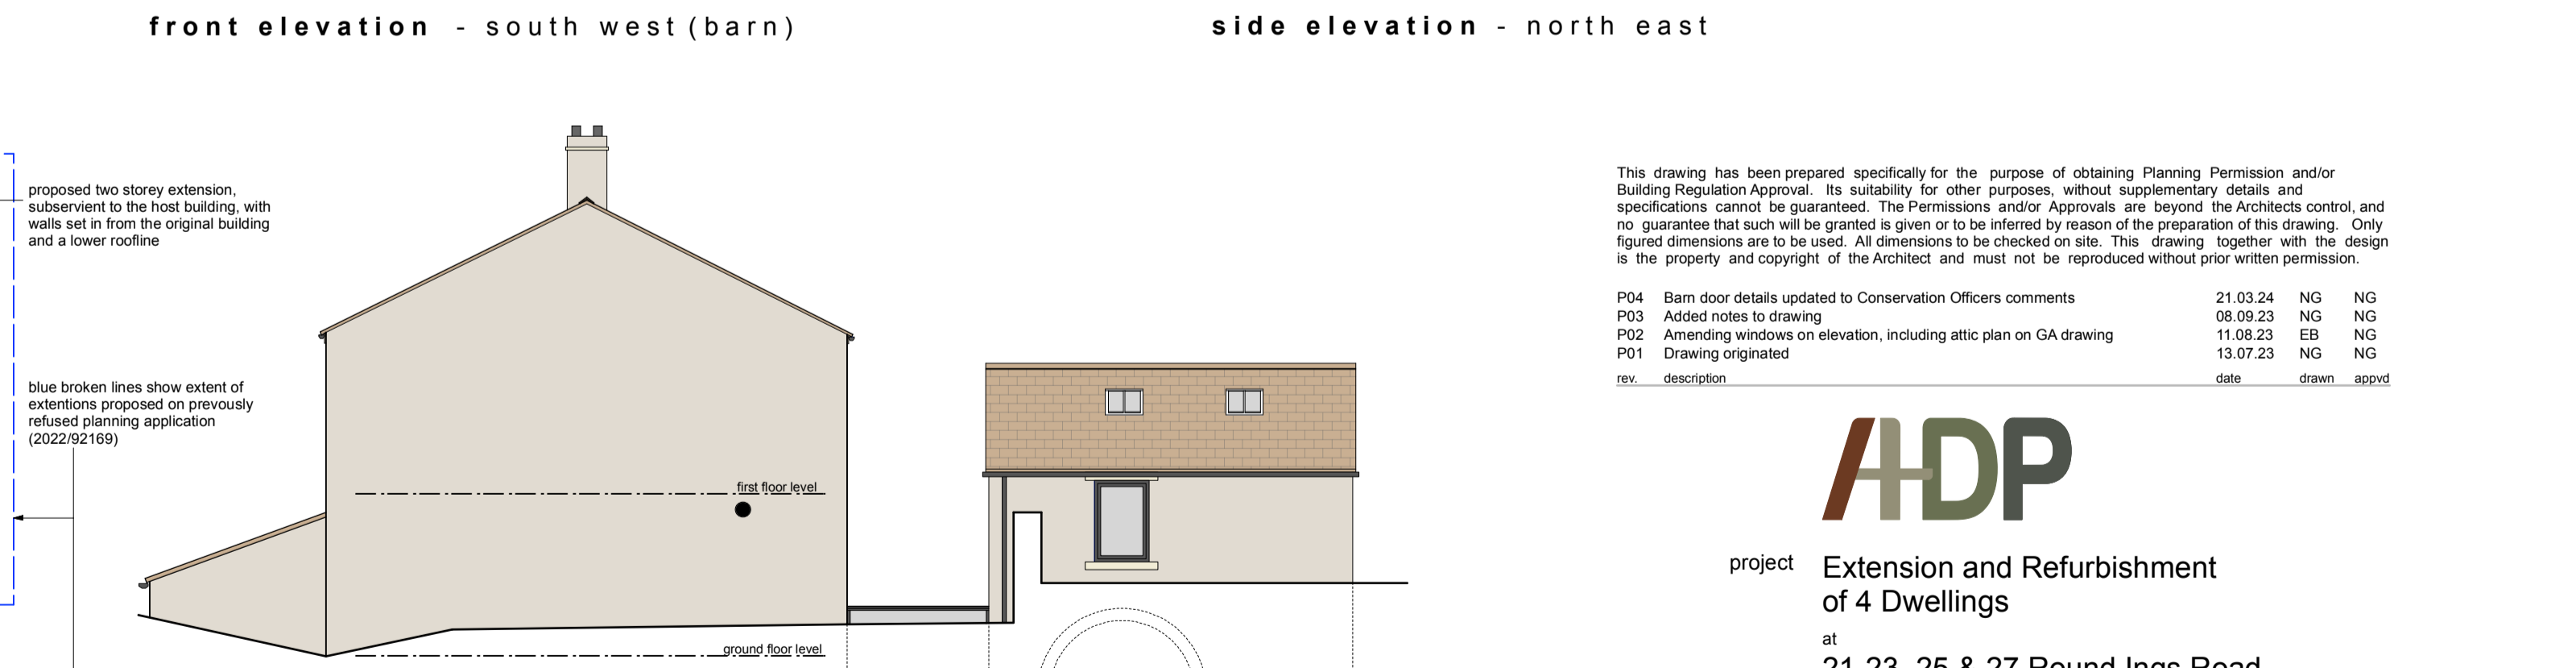 front elevation - south west (barn)
side elevation - north east
proposed two storey extension,
subservient to the host building, with
walls set in from the original building
and a lower roofline
blue broken lines show extent of
extentions proposed on prevously
refused planning application
(2022/92169)
first floor level
ground floor level
This drawing has been prepared specifically for the purpose of obtaining Planning Permission and/or
Building Regulation Approval. Its suitability for other purposes, without supplementary details and
specifications cannot be guaranteed. The Permissions and/or Approvals are beyond the Architects control, and
no guarantee that such will be granted is given or to be inferred by reason of the preparation of this drawing. Only
figured dimensions are to be used. All dimensions to be checked on site. This drawing together with the design
is the property and copyright of the Architect and must not be reproduced without prior written permission.
P04 Barn door details updated to Conservation Officers comments 21.03.24 NG NG
P03 Added notes to drawing 08.09.23 NG NG
P02 Amending windows on elevation, including attic plan on GA drawing 11.08.23 EB NG
P01 Drawing originated 13.07.23 NG NG
rev. description date drawn appvd
ADP
project Extension and Refurbishment
of 4 Dwellings
at
21 23, 25 & 27 Round Ings Road